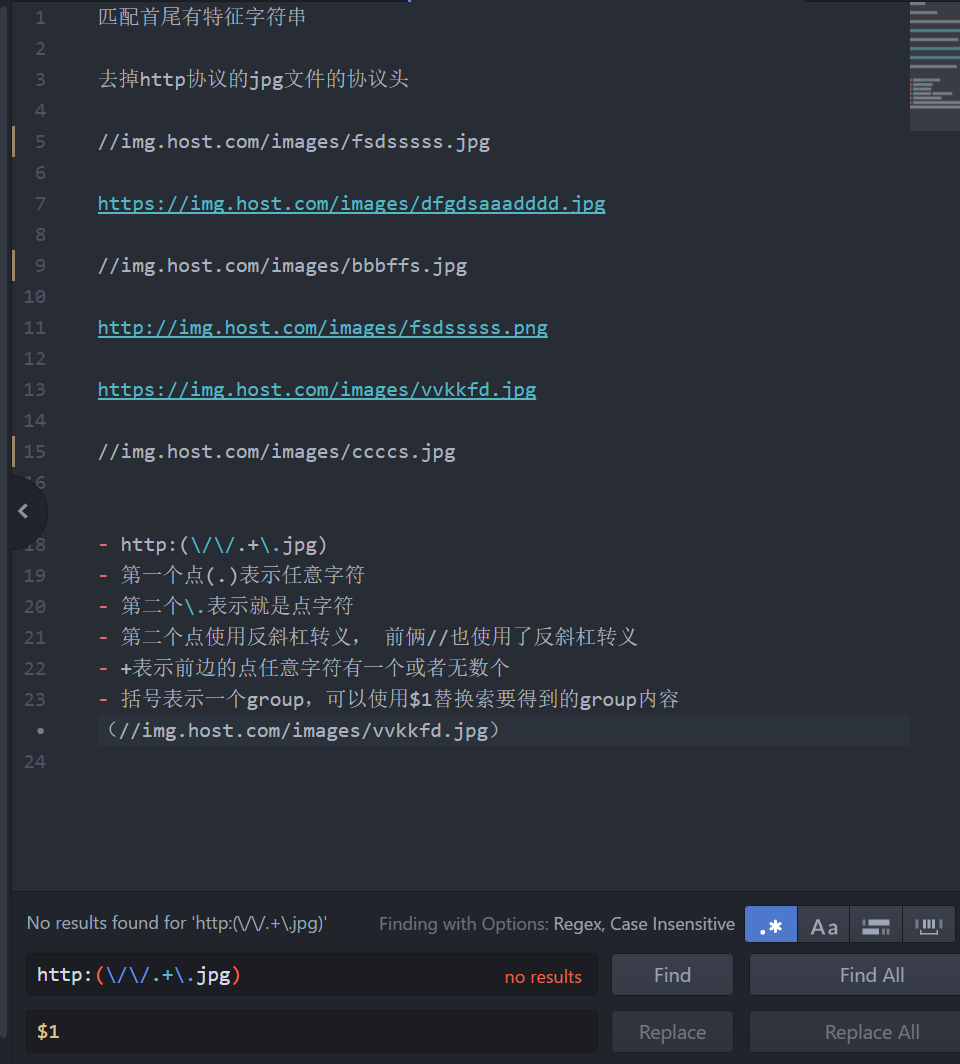 1 匹配首尾有特征字符串
2
3 去掉http协议的jpg文件的协议头
4
5 //img.host.com/images/fsdsssss.jpg
6
7 https://img.host.com/images/dfgdsaaadddd.jpg
8
9 //img.host.com/images/bbbffs.jpg
10
11 http://img.host.com/images/fsdsssss.png
12
13 https://img.host.com/images/vvkkfd.jpg
14
15 //img.host.com/images/ccccs.jpg
16
18 - http:(\/\/.+\.jpg)
19 - 第一个点(.)表示任意字符
20 - 第二个\.表示就是点字符
21 - 第二个点使用反斜杠转义， 前俩//也使用了反斜杠转义
22 - +表示前边的点任意字符有一个或者无数个
23 - 括号表示一个group，可以使用$1替换索要得到的group内容
• （//img.host.com/images/vvkkfd.jpg）
24
No results found for 'http:(\/\/.+\.jpg)' Finding with Options: Regex, Case Insensitive .* Aa
http:(\/\/.+\.jpg) no results Find Find All
$1 Replace Replace All